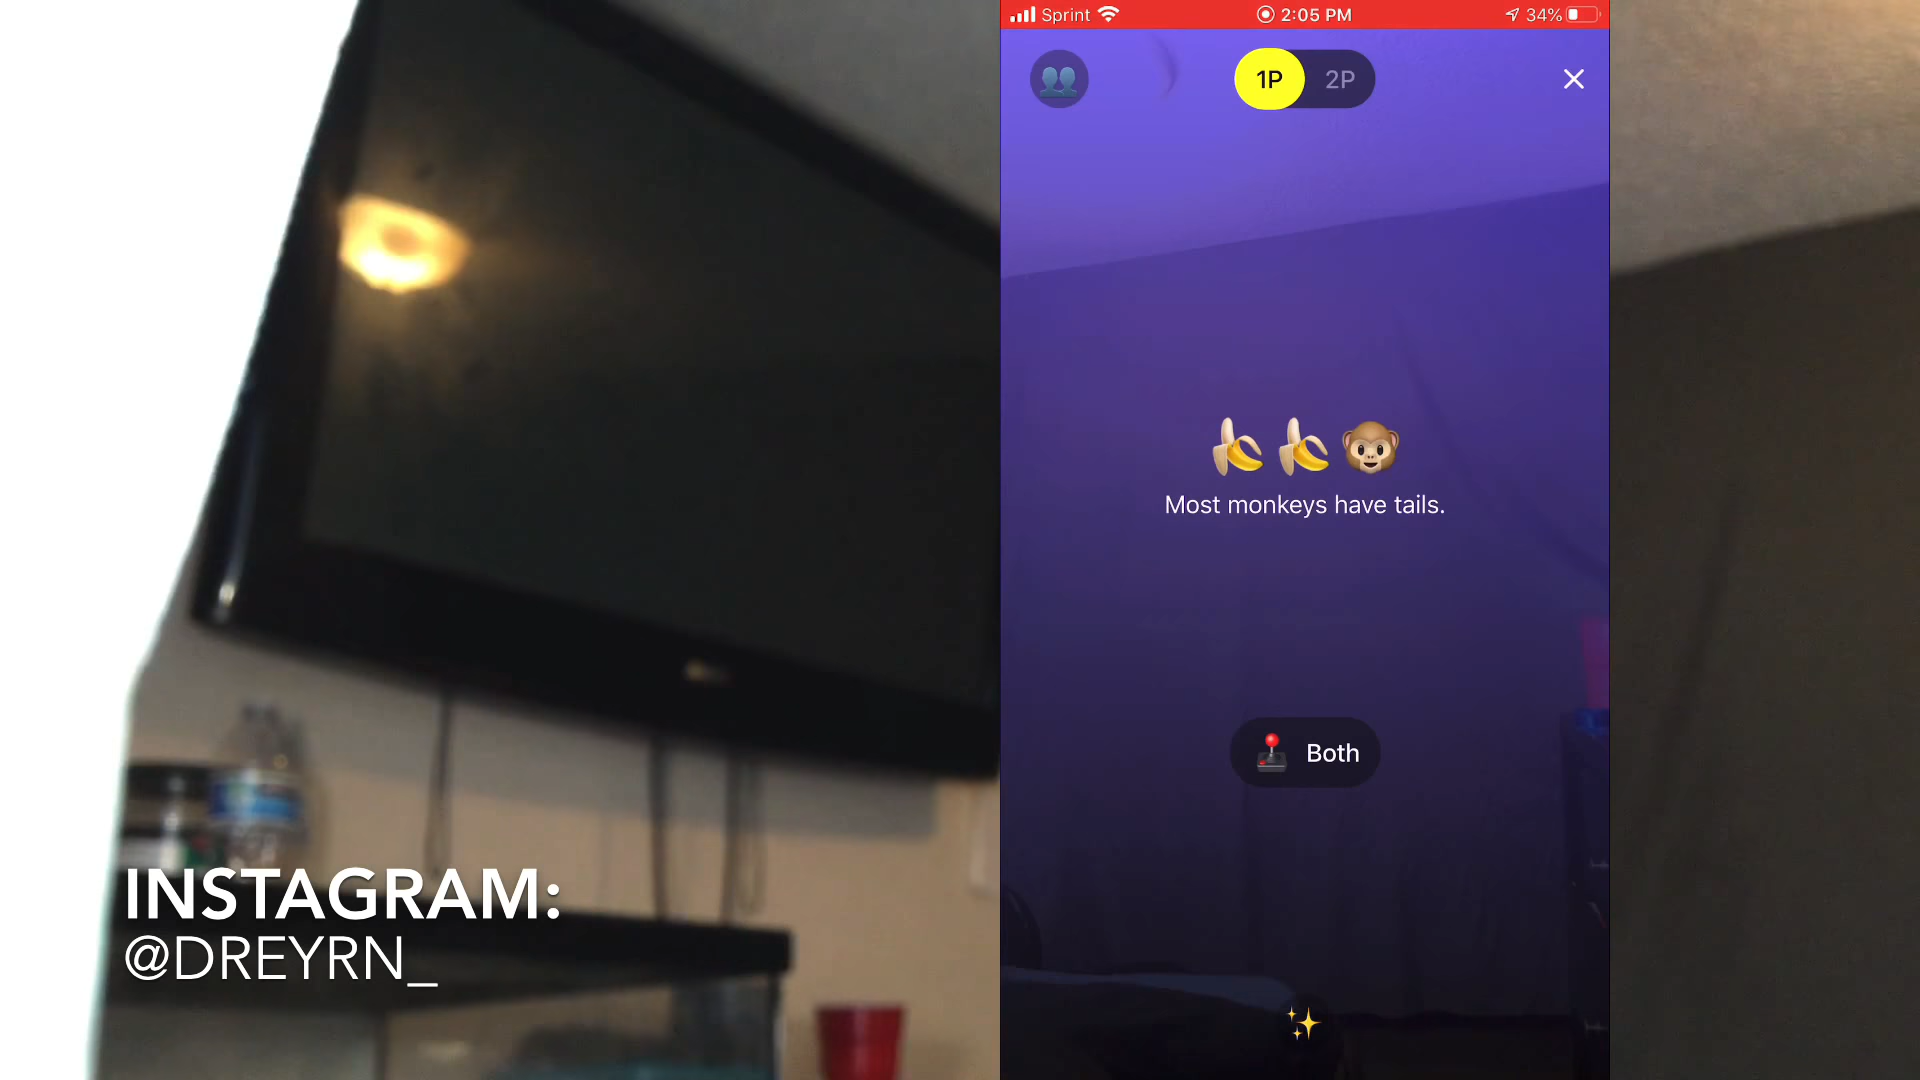 Sprint 2:05 PM 34%
1P 2P
Most monkeys have tails.
Both
INSTAGRAM:
@DREYRN_